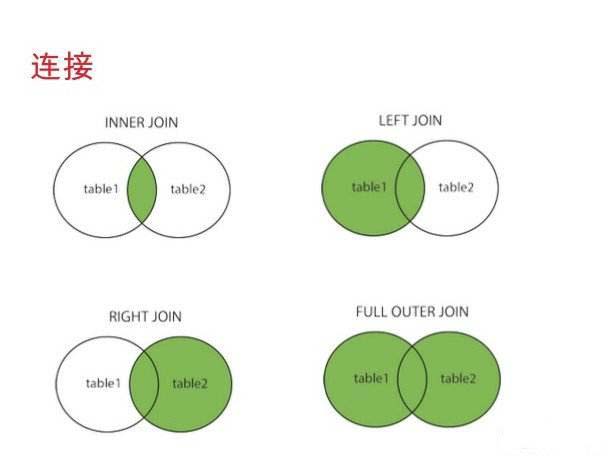 连接
INNER JOIN
table1
table2
LEFT JOIN
table1
table2
RIGHT JOIN
table1
table2
FULL OUTER JOIN
table1
table2